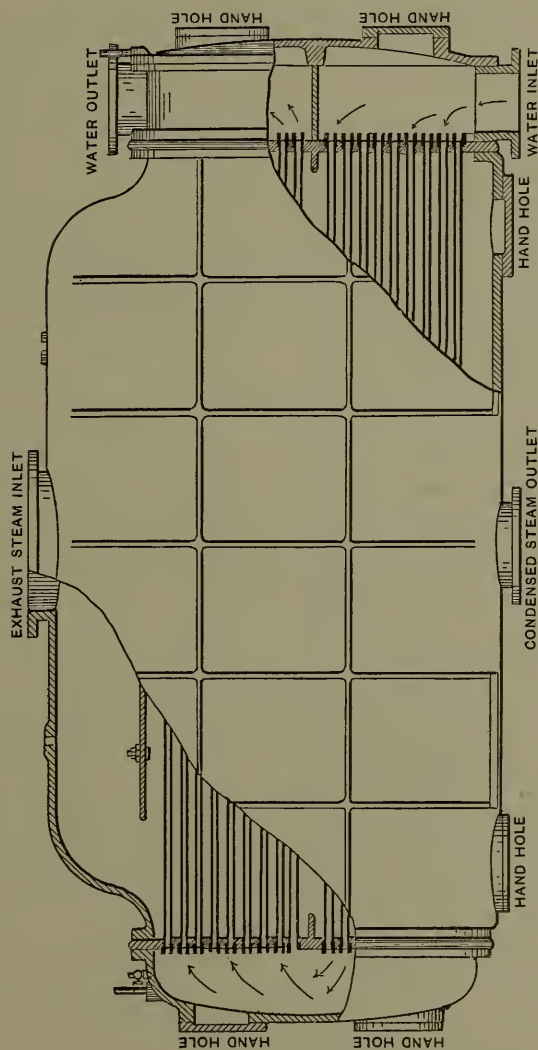 HAND HOLE
HAND HOLE
WATER OUTLET
WATER INLET
HAND HOLE
EXHAUST STEAM INLET
CONDENSED STEAM OUTLET
HAND HOLE
HAND HOLE
HAND HOLE